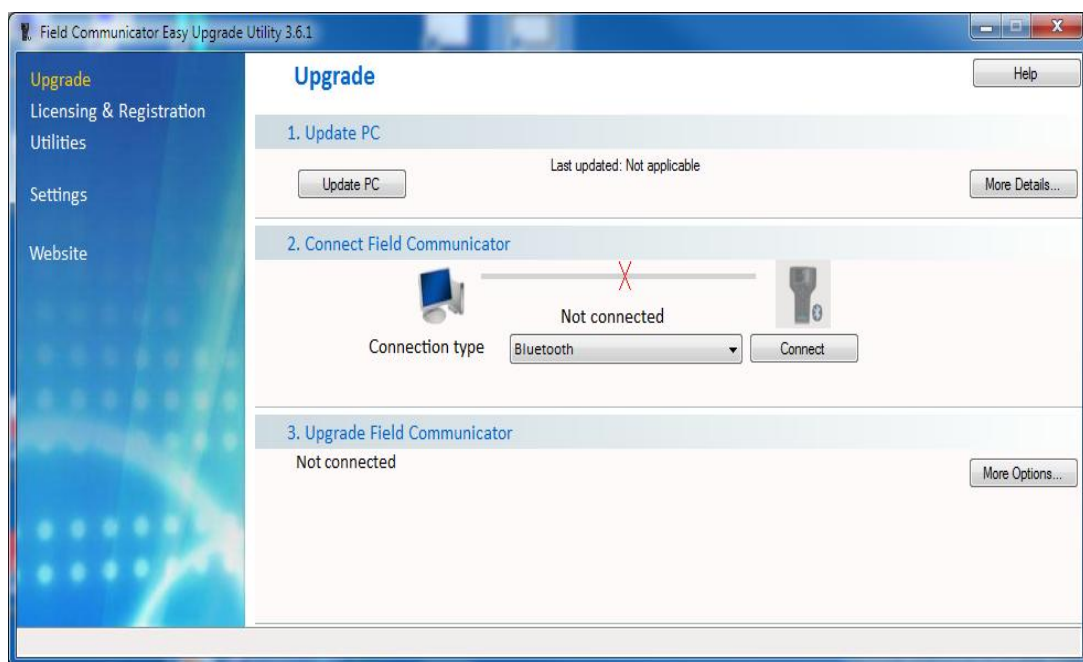 Field Communicator Easy Upgrade Utility 3.6.1
Upgrade
Licensing & Registration
Utilities
Settings
Website
Upgrade
Help
1. Update PC
Last updated: Not applicable
Update PC
More Details...
2. Connect Field Communicator
Not connected
Connection type
Bluetooth
Connect
3. Upgrade Field Communicator
Not connected
More Options...